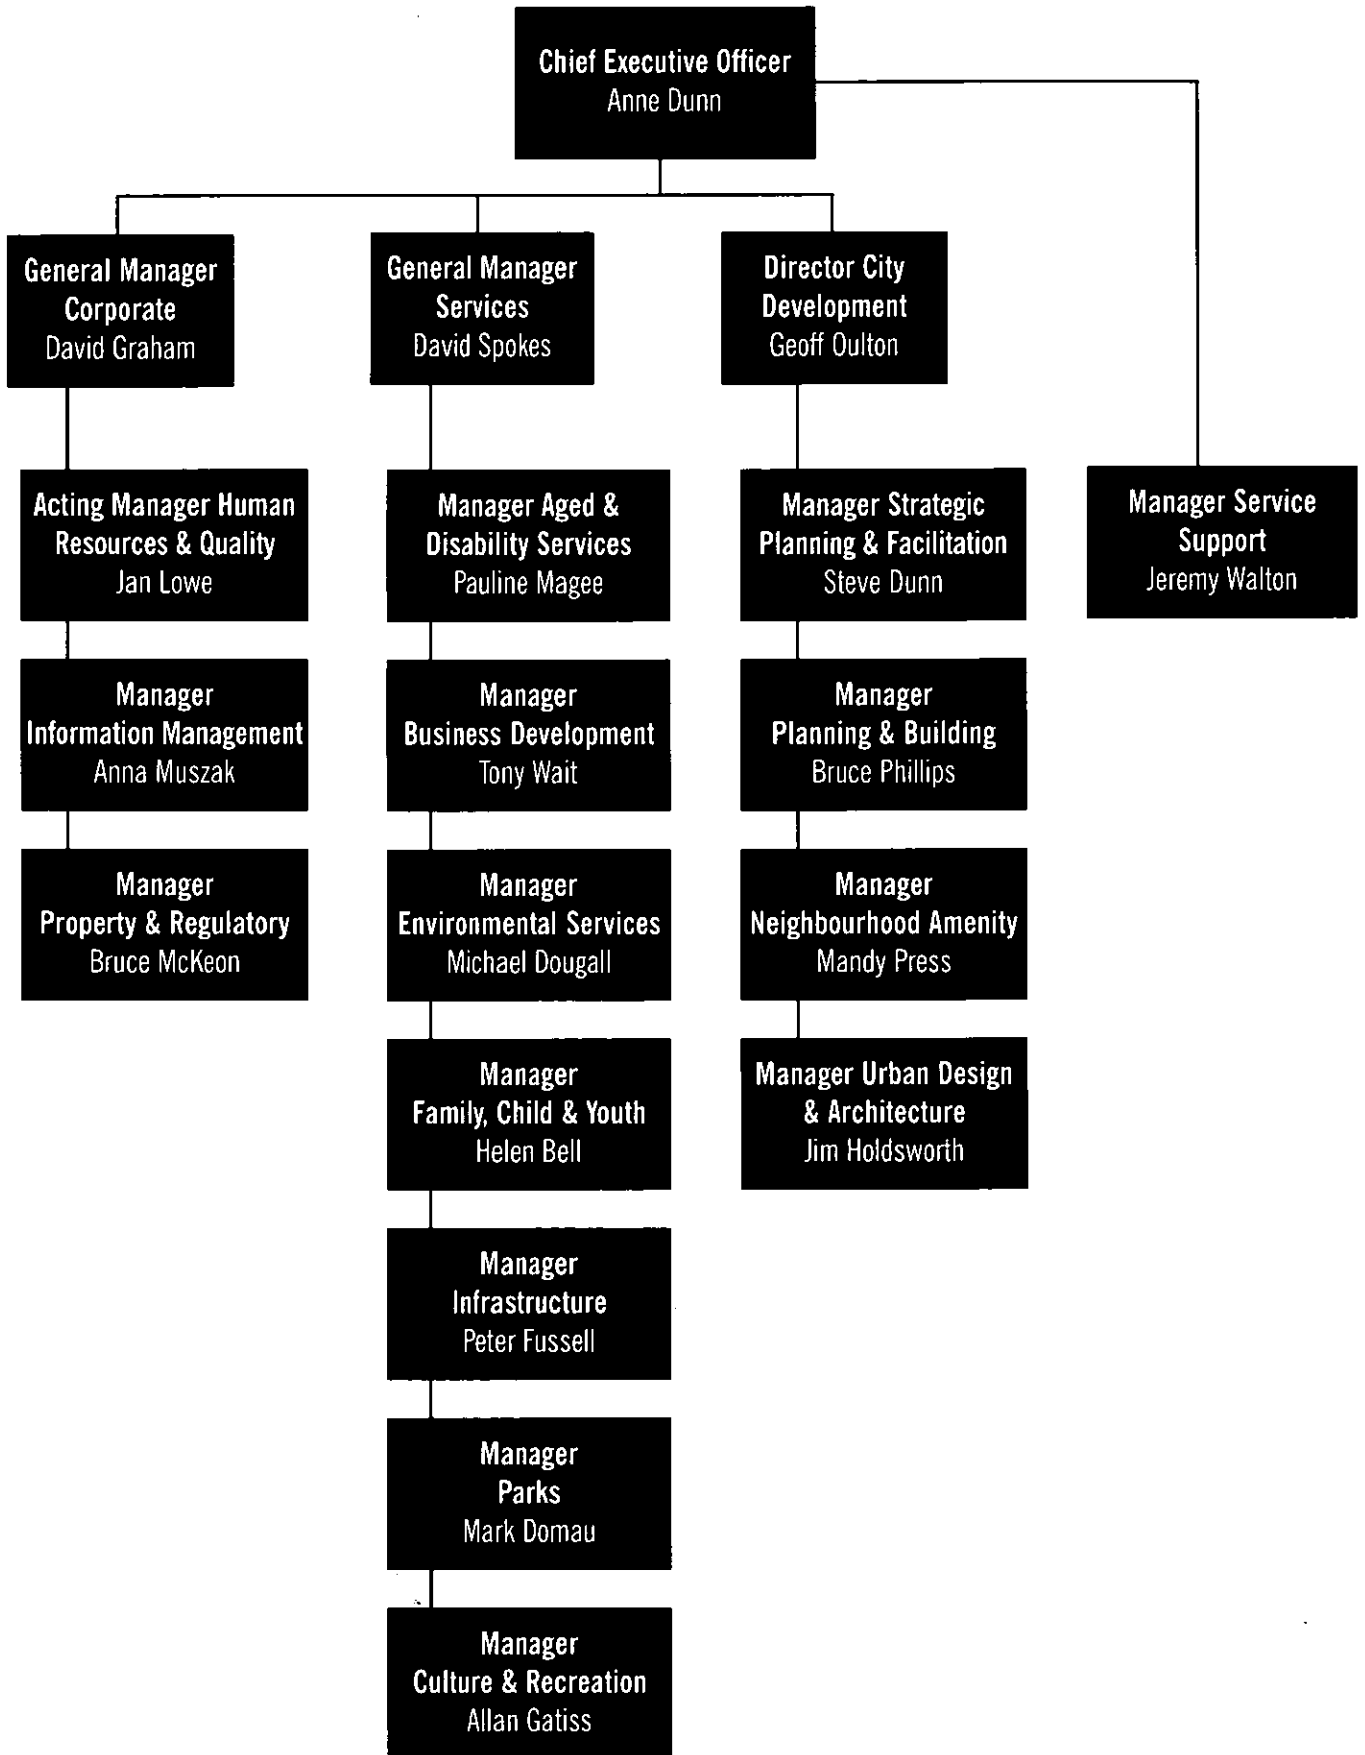 Chief Executive Officer
Anne Dunn
General Manager
Corporate
David Graham
General Manager
Services
David Spokes
Director City
Development
Geoff Oulton
Acting Manager Human
Resources & Quality
Jan Lowe
Manager
Information Management
Anna Muszak
Manager
Property & Regulatory
Bruce McKeon
Manager Aged &
Disability Services
Pauline Magee
Manager
Business Development
Tony Wait
Manager
Environmental Services
Michael Dougall
Manager
Family, Child & Youth
Helen Bell
Manager
Infrastructure
Peter Fussell
Manager
Parks
Mark Domau
Manager
Culture & Recreation
Allan Gatiss
Manager Strategic
Planning & Facilitation
Steve Dunn
Manager
Planning & Building
Bruce Phillips
Manager
Neighbourhood Amenity
Mandy Press
Manager Urban Design
& Architecture
Jim Holdsworth
Manager Service
Support
Jeremy Walton